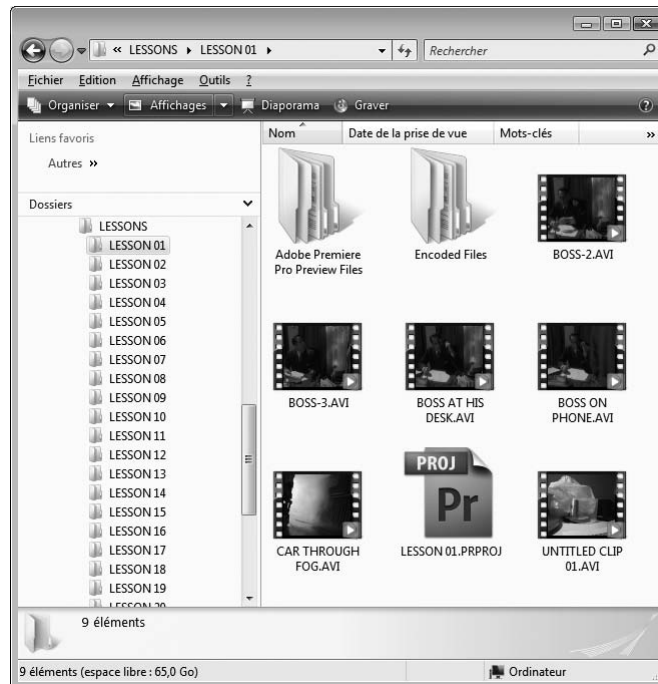 « LESSONS ▸ LESSON 01 ▸ Rechercher
Fichier Edition Affichage Outils ?
Organiser Affichages Diaporama Graver ?
Liens favoris
Autres »
Dossiers
LESSONS
LESSON 01
LESSON 02
LESSON 03
LESSON 04
LESSON 05
LESSON 06
LESSON 07
LESSON 08
LESSON 09
LESSON 10
LESSON 11
LESSON 12
LESSON 13
LESSON 14
LESSON 15
LESSON 16
LESSON 17
LESSON 18
LESSON 19
LESSON 20
Nom Date de la prise de vue Mots-clés »
Adobe Premiere
Pro Preview Files
Encoded Files
BOSS-2.AVI
BOSS-3.AVI
BOSS AT HIS
DESK.AVI
BOSS ON
PHONE.AVI
CAR THROUGH
FOG.AVI
PROJ
Pr
LESSON 01.PRPROJ
UNTITLED CLIP
01.AVI
9 éléments
9 éléments (espace libre : 65,0 Go) Ordinateur